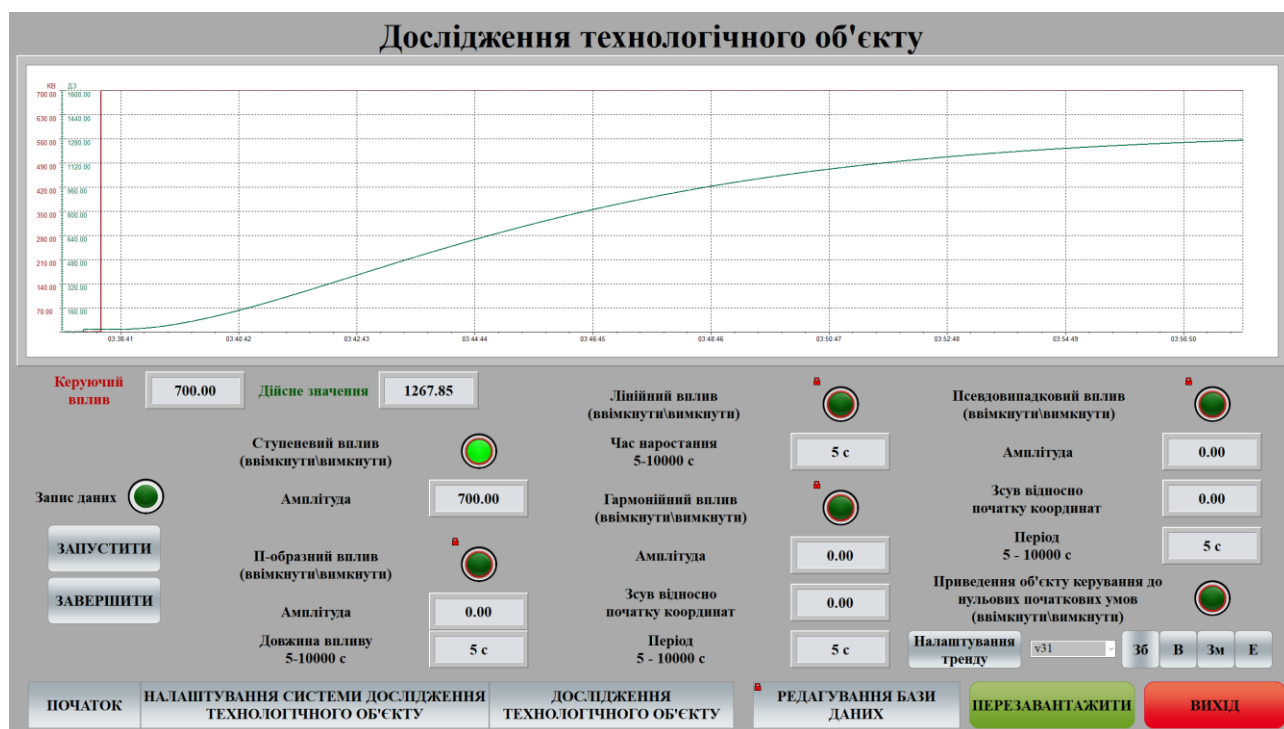 Дослідження технологічного об'єкту
КВ ДЗ
700.00 1600.00
630.00 1440.00
560.00 1280.00
490.00 1120.00
420.00 960.00
350.00 800.00
280.00 640.00
210.00 480.00
140.00 320.00
70.00 160.00
03:38:41 03:40:42 03:42:43 03:44:44 03:46:45 03:48:46 03:50:47 03:52:48 03:54:49 03:56:50
Керуючий
вплив
700.00
Дійсне значення
1267.85
Запис даних
ЗАПУСТИТИ
ЗАВЕРШИТИ
Ступеневий вплив
(ввімкнути\вимкнути)
Амплітуда
700.00
П-образний вплив
(ввімкнути\вимкнути)
Амплітуда
0.00
Довжина впливу
5-10000 с
5 с
Лінійний вплив
(ввімкнути\вимкнути)
Час наростання
5-10000 с
5 с
Гармонійний вплив
(ввімкнути\вимкнути)
Амплітуда
0.00
Зсув відносно
початку координат
0.00
Період
5 - 10000 с
5 с
Псевдовипадковий вплив
(ввімкнути\вимкнути)
Амплітуда
0.00
Зсув відносно
початку координат
0.00
Період
5 - 10000 с
5 с
Приведення об'єкту керування до
нульових початкових умов
(ввімкнути\вимкнути)
Налаштування
тренду
v31
Зб В Зм Е
ПОЧАТОК
НАЛАШТУВАННЯ СИСТЕМИ ДОСЛІДЖЕННЯ
ТЕХНОЛОГІЧНОГО ОБ'ЄКТУ
ДОСЛІДЖЕННЯ
ТЕХНОЛОГІЧНОГО ОБ'ЄКТУ
РЕДАГУВАННЯ БАЗИ
ДАНИХ
ПЕРЕЗАВАНТАЖИТИ
ВИХІД